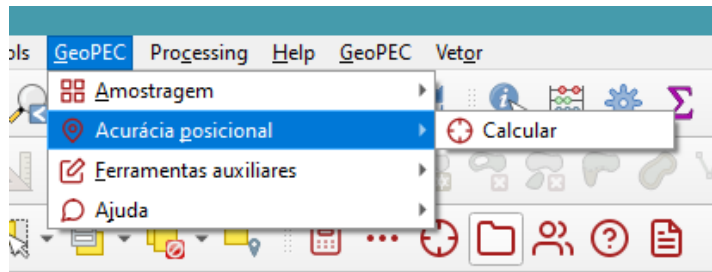 ols GeoPEC Processing Help GeoPEC Vetor
Amostragem
Acurácia posicional
Calcular
Ferramentas auxiliares
Ajuda